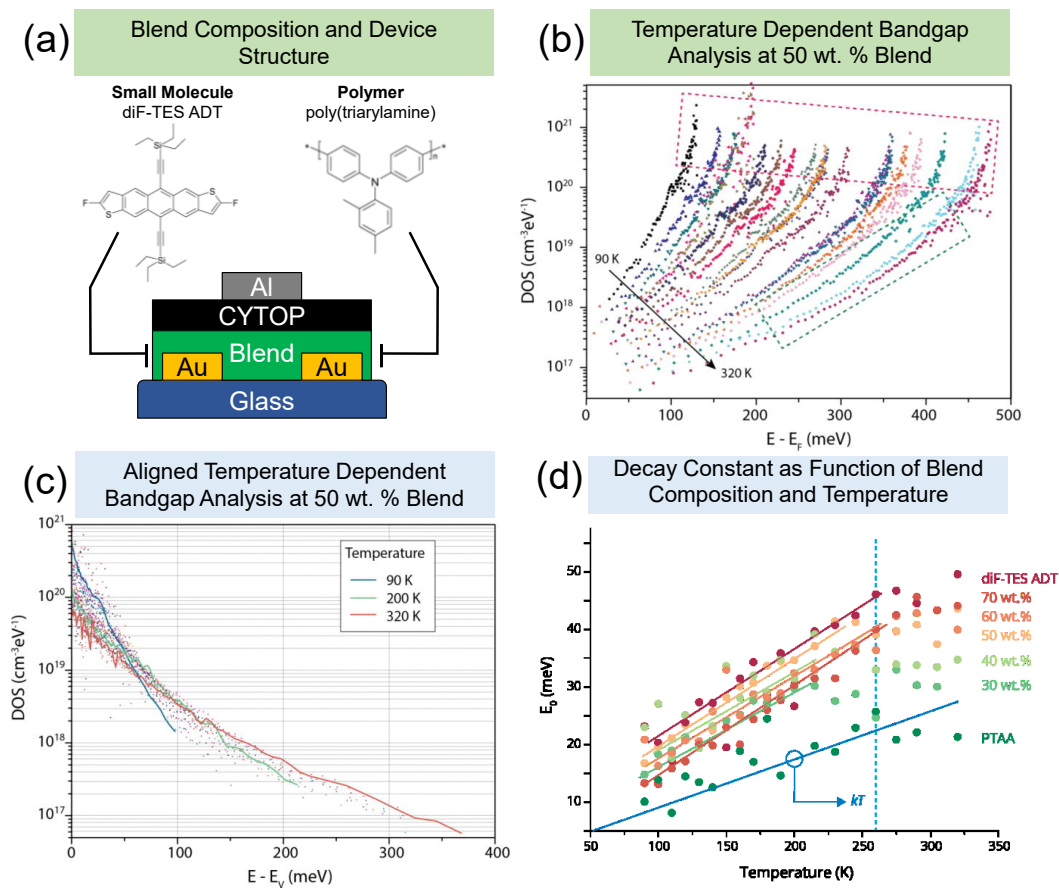 (a)
Blend Composition and Device
Structure
Small Molecule
diF-TES ADT
Polymer
poly(triarylamine)
Si
S
F
F
S
Si
*
n
*
N
Al
CYTOP
Blend
Au
Au
Glass
(b)
Temperature Dependent Bandgap
Analysis at 50 wt. % Blend
DOS (cm⁻³eV⁻¹)
10²¹
10²⁰
10¹⁹
10¹⁸
10¹⁷
90 K
320 K
0
100
200
300
400
500
E - E_F (meV)
(c)
Aligned Temperature Dependent
Bandgap Analysis at 50 wt. % Blend
DOS (cm⁻³eV⁻¹)
10²¹
10²⁰
10¹⁹
10¹⁸
10¹⁷
Temperature
90 K
200 K
320 K
0
100
200
300
400
E - E_V (meV)
(d)
Decay Constant as Function of Blend
Composition and Temperature
E₀ (meV)
50
40
30
20
10
diF-TES ADT
70 wt.%
60 wt.%
50 wt.%
40 wt.%
30 wt.%
PTAA
kT
50
100
150
200
250
300
350
Temperature (K)